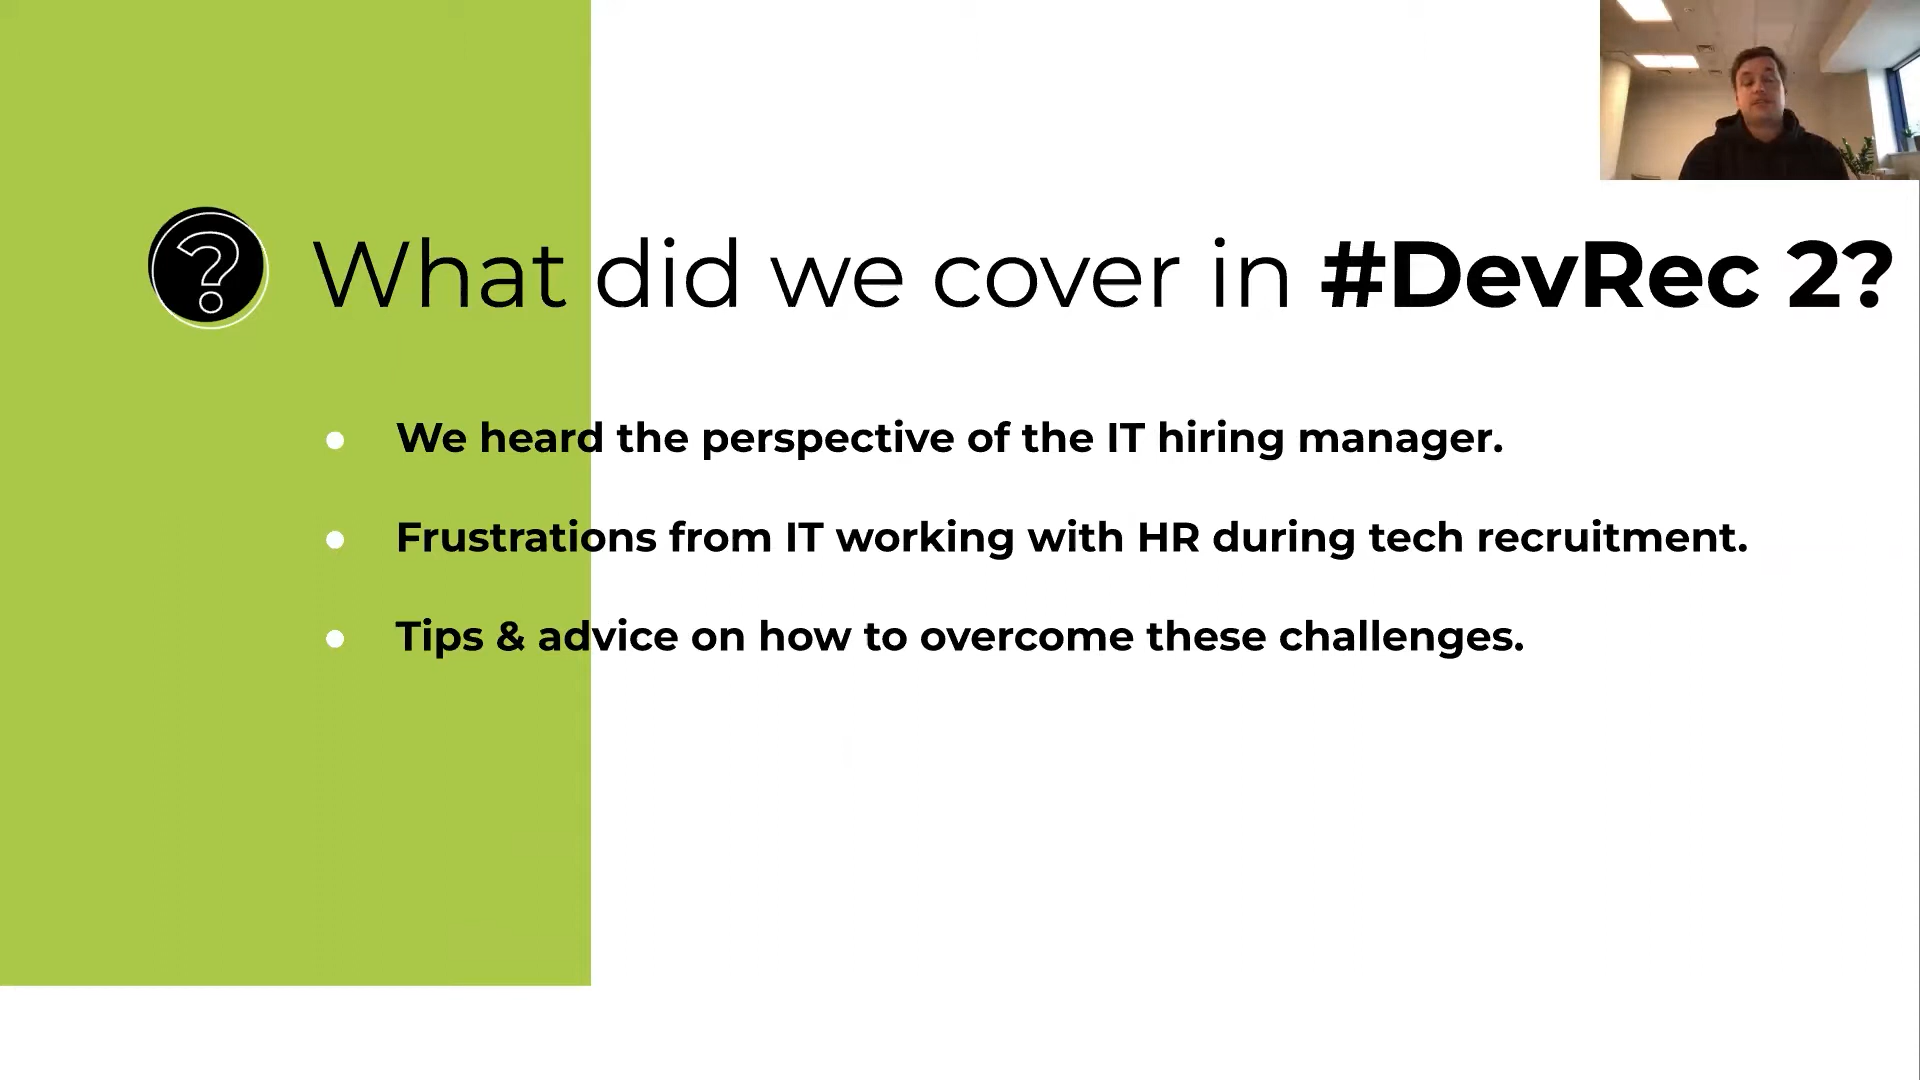 What did we cover in #DevRec 2?
● We heard the perspective of the IT hiring manager.
● Frustrations from IT working with HR during tech recruitment.
● Tips & advice on how to overcome these challenges.